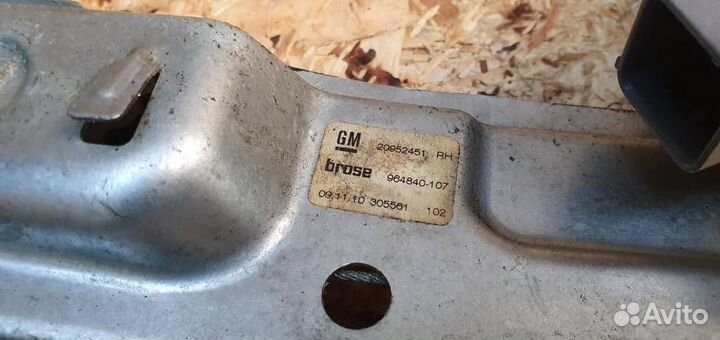 GM 20952451 RH
brose 964840-107
09.11.10 305561 102
Avito